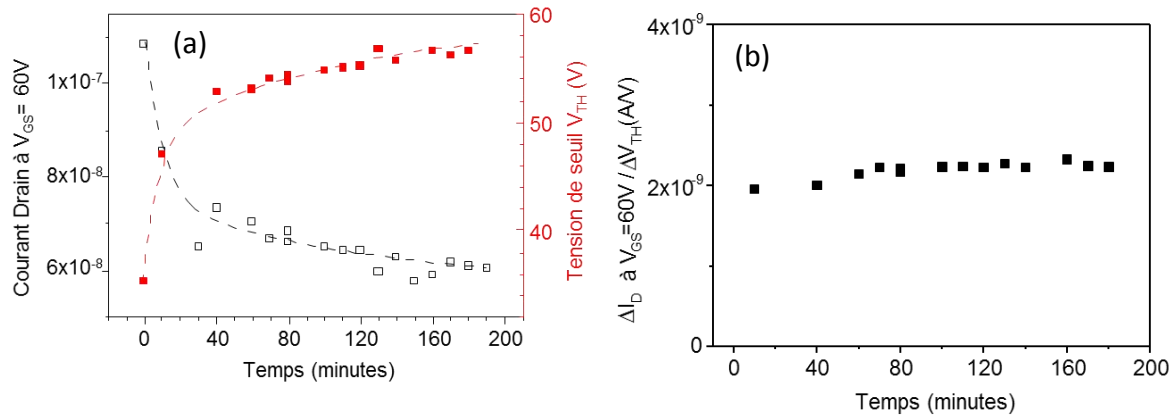 (a)
Courant Drain à V_GS= 60V
1x10⁻⁷
8x10⁻⁸
6x10⁻⁸
0
40
80
120
160
200
Temps (minutes)
60
50
40
Tension de seuil V_TH (V)
(b)
ΔI_D à V_GS=60V /ΔV_TH(A/V)
4x10⁻⁹
2x10⁻⁹
0
0
40
80
120
160
200
Temps (minutes)